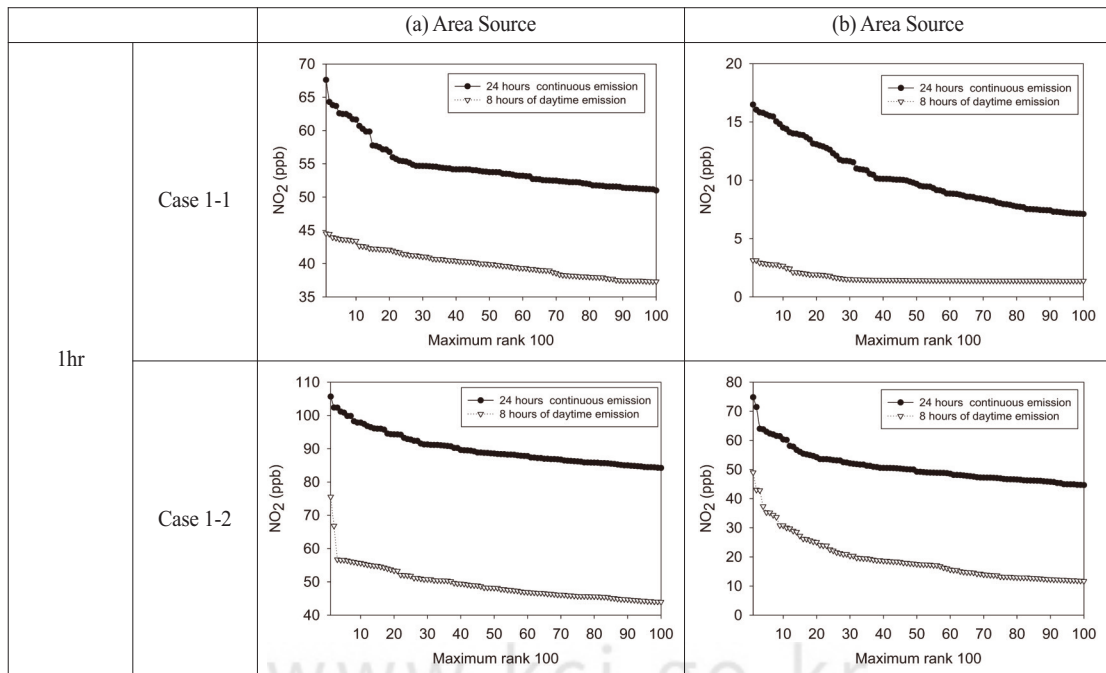 (a) Area Source
(b) Area Source
1hr
Case 1-1
70
65
60
55
50
45
40
35
NO2 (ppb)
24 hours continuous emission
8 hours of daytime emission
10 20 30 40 50 60 70 80 90 100
Maximum rank 100
20
15
10
5
0
NO2 (ppb)
24 hours continuous emission
8 hours of daytime emission
10 20 30 40 50 60 70 80 90 100
Maximum rank 100
Case 1-2
110
100
90
80
70
60
50
40
NO2 (ppb)
24 hours continuous emission
8 hours of daytime emission
10 20 30 40 50 60 70 80 90 100
Maximum rank 100
80
70
60
50
40
30
20
10
0
NO2 (ppb)
24 hours continuous emission
8 hours of daytime emission
10 20 30 40 50 60 70 80 90 100
Maximum rank 100
www.kci.go.kr